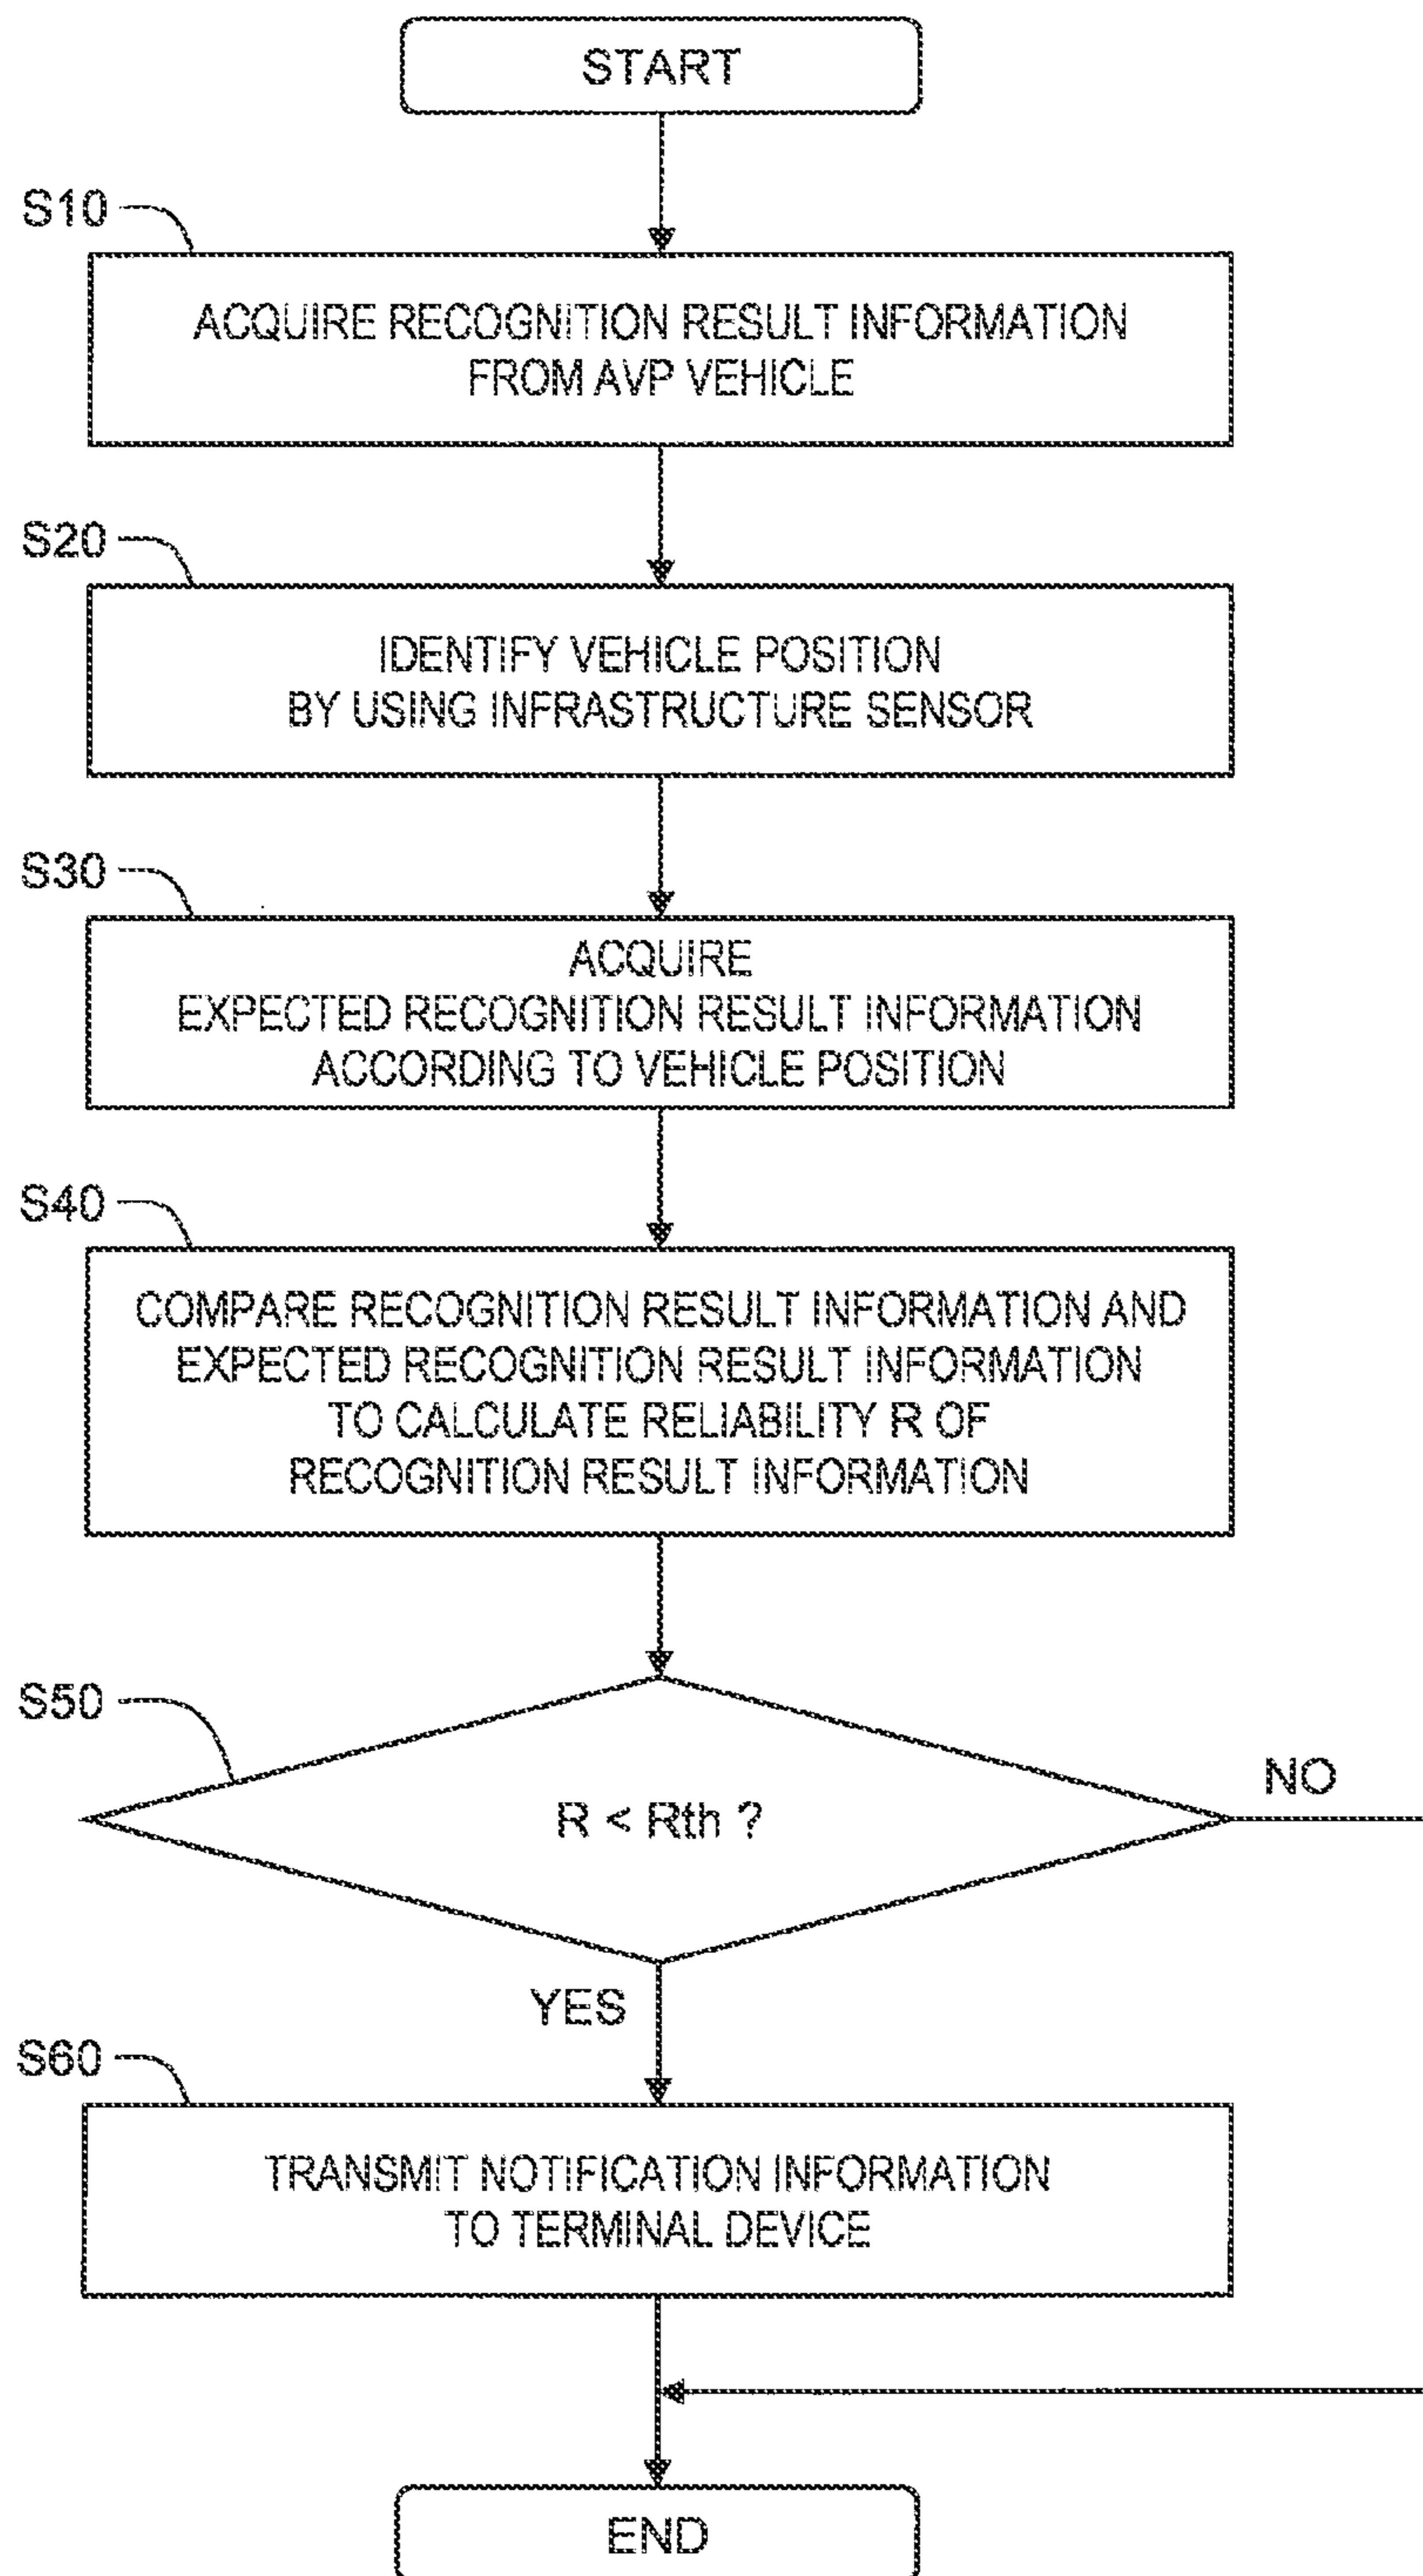 START
S10
ACQUIRE RECOGNITION RESULT INFORMATION
FROM AVP VEHICLE
S20
IDENTIFY VEHICLE POSITION
BY USING INFRASTRUCTURE SENSOR
S30
ACQUIRE
EXPECTED RECOGNITION RESULT INFORMATION
ACCORDING TO VEHICLE POSITION
S40
COMPARE RECOGNITION RESULT INFORMATION AND
EXPECTED RECOGNITION RESULT INFORMATION
TO CALCULATE RELIABILITY R OF
RECOGNITION RESULT INFORMATION
S50
R < Rth ?
NO
YES
S60
TRANSMIT NOTIFICATION INFORMATION
TO TERMINAL DEVICE
END